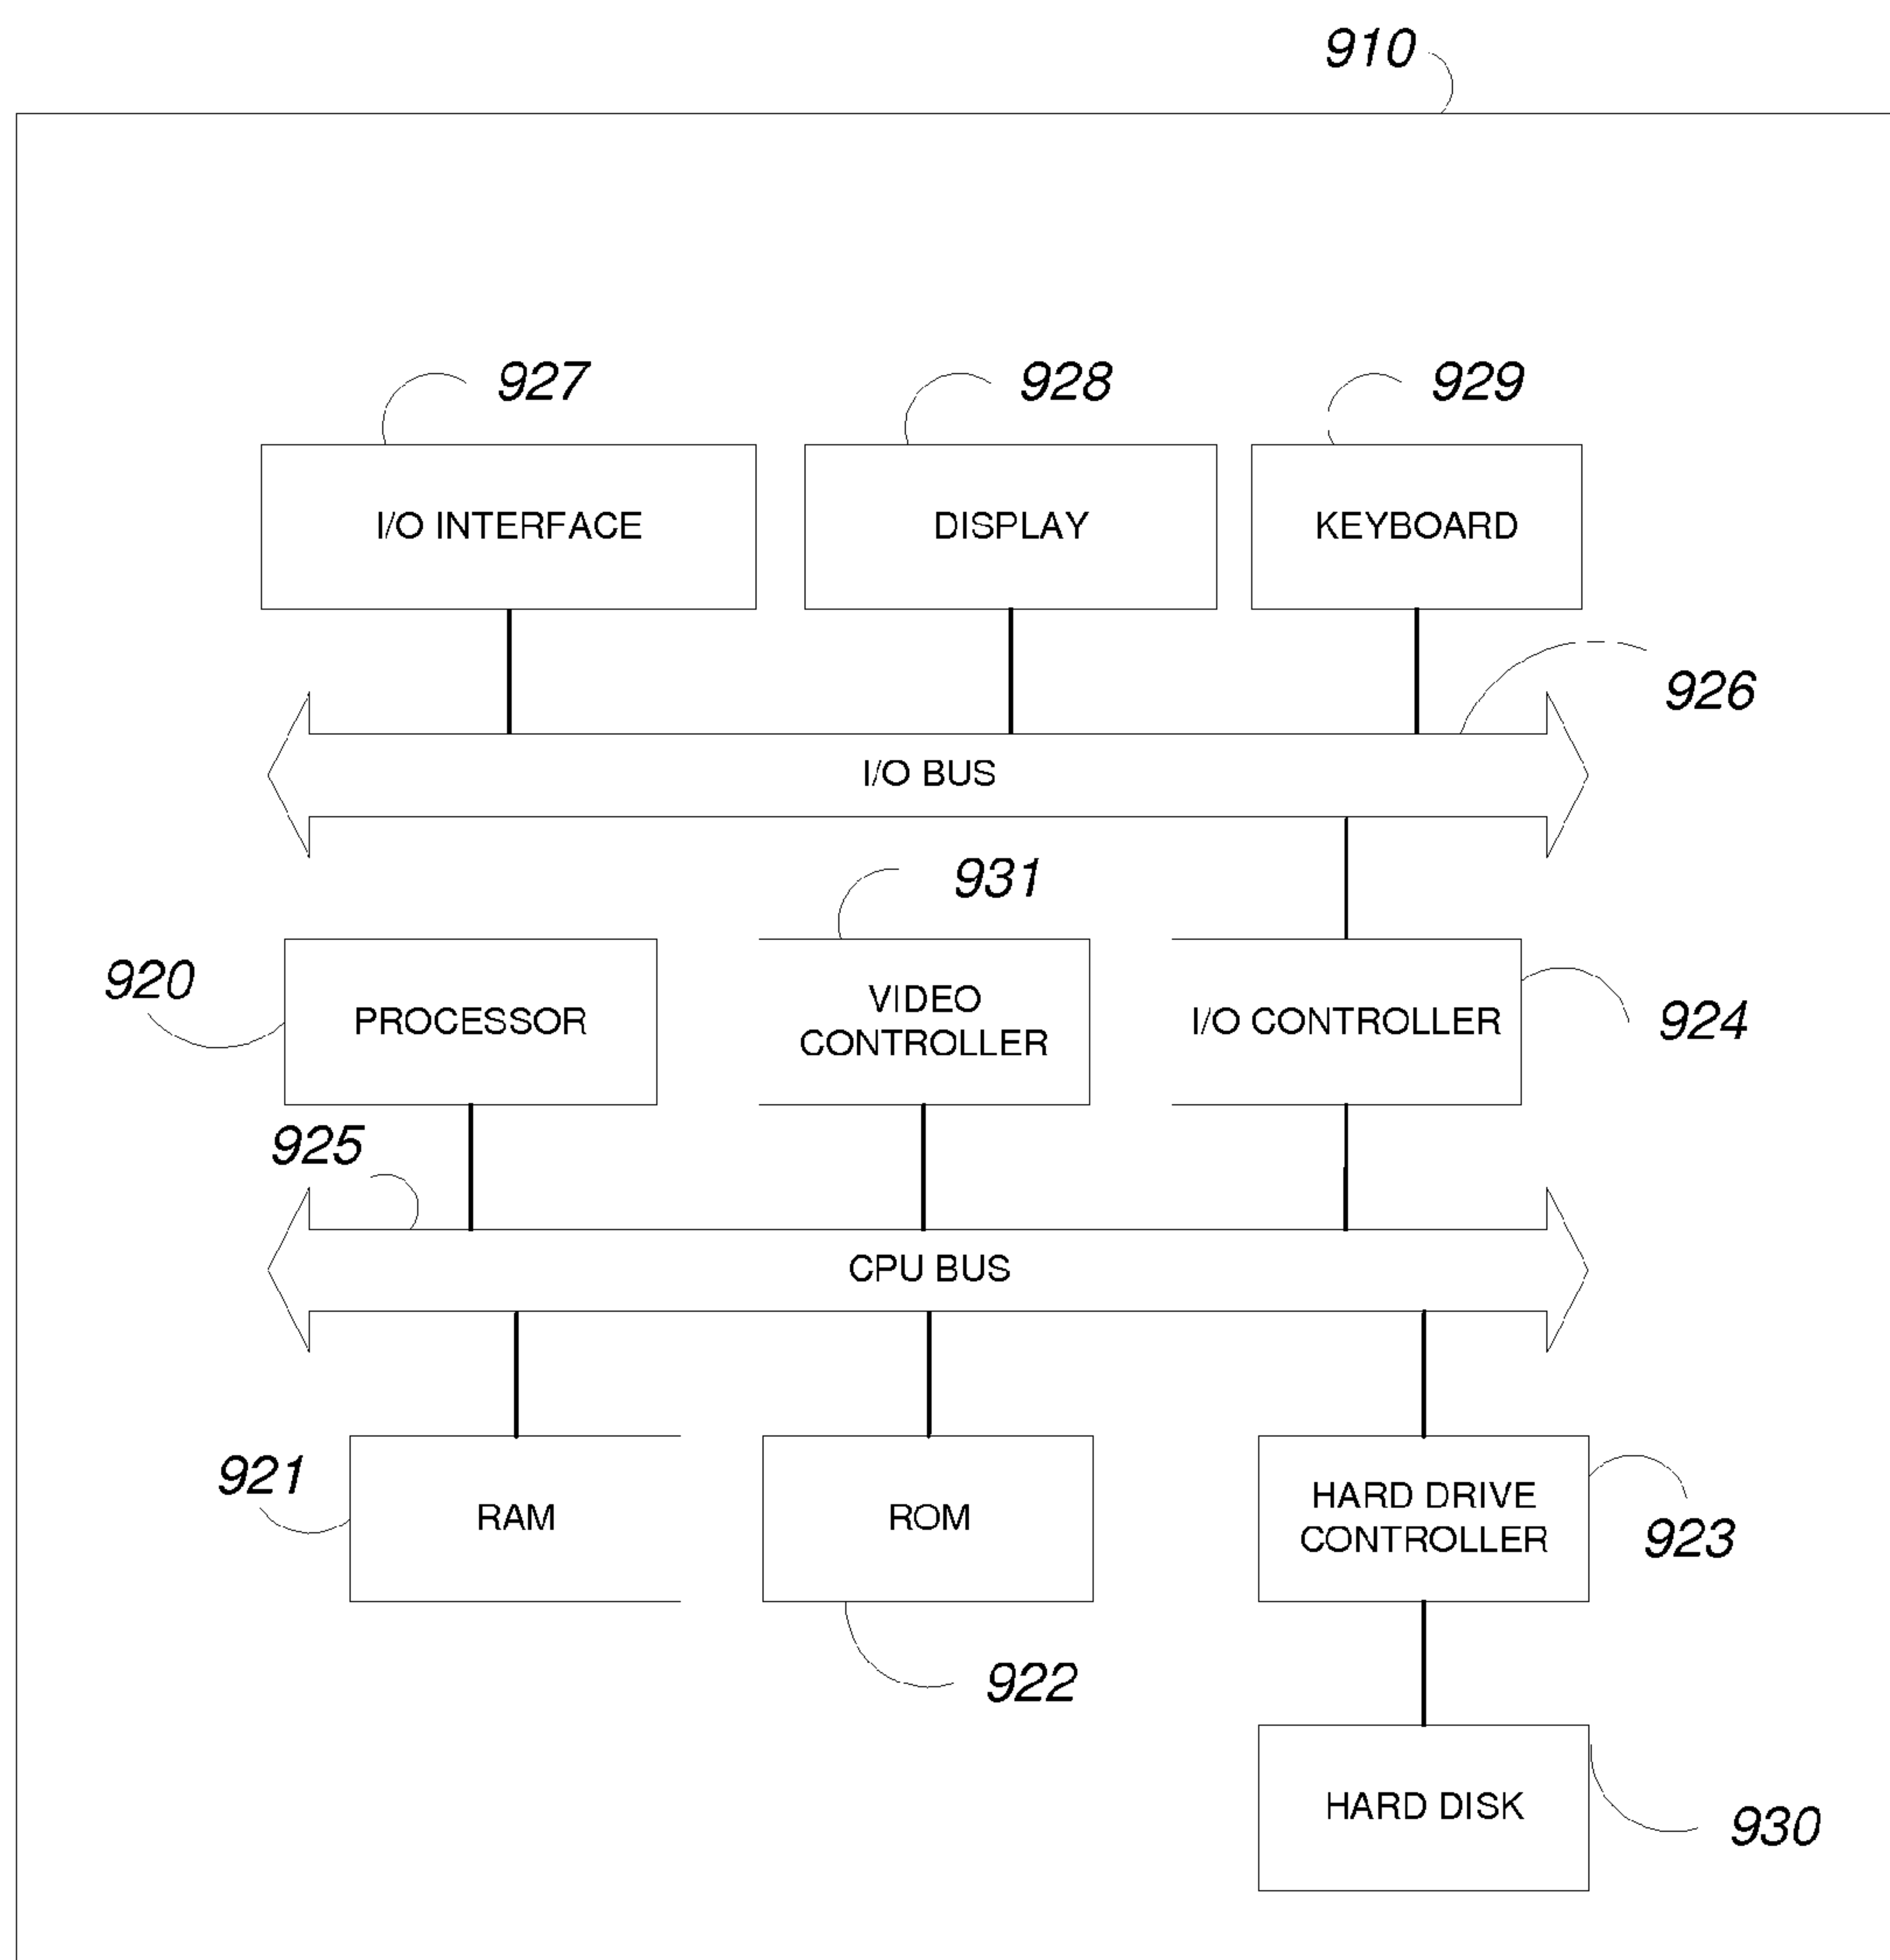 910
927
928
929
I/O INTERFACE
DISPLAY
KEYBOARD
926
I/O BUS
931
920
PROCESSOR
VIDEO
CONTROLLER
I/O CONTROLLER
924
925
CPU BUS
921
RAM
ROM
HARD DRIVE
CONTROLLER
923
922
HARD DISK
930